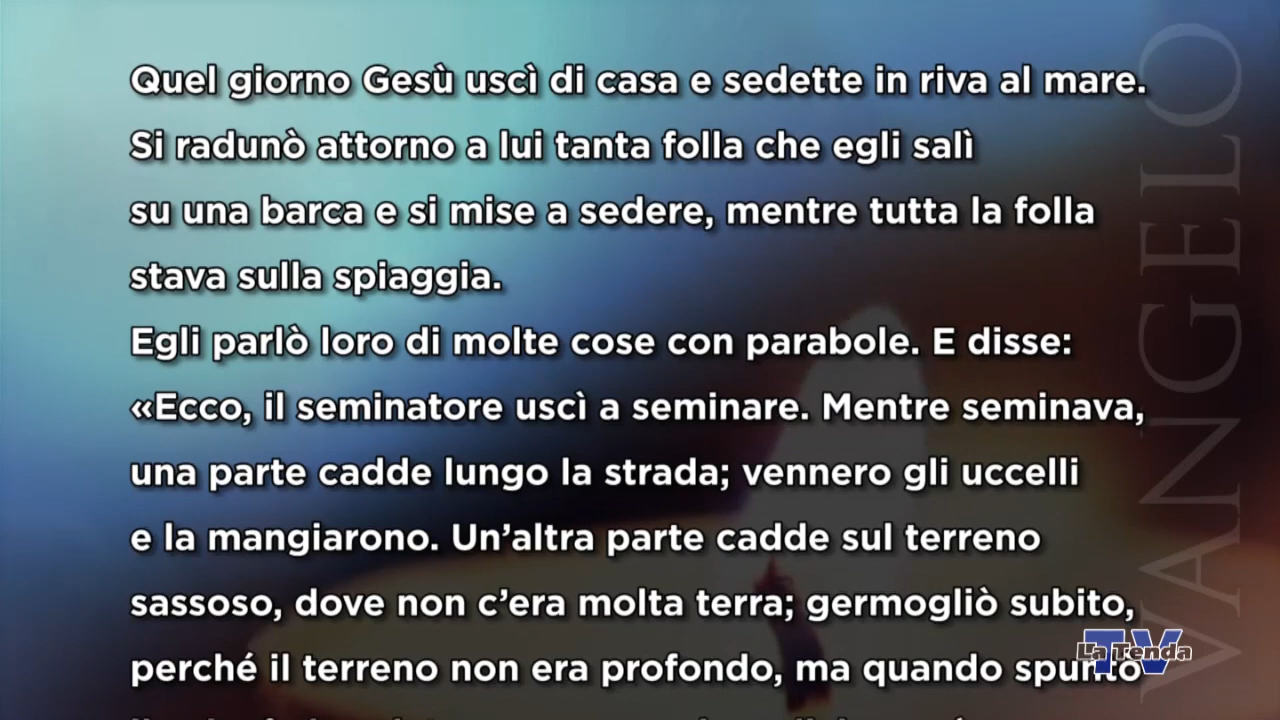 Quel giorno Gesù uscì di casa e sedette in riva al mare.
Si radunò attorno a lui tanta folla che egli salì
su una barca e si mise a sedere, mentre tutta la folla
stava sulla spiaggia.
Egli parlò loro di molte cose con parabole. E disse:
«Ecco, il seminatore uscì a seminare. Mentre seminava,
una parte cadde lungo la strada; vennero gli uccelli
e la mangiarono. Un’altra parte cadde sul terreno
sassoso, dove non c’era molta terra; germogliò subito,
perché il terreno non era profondo, ma quando spuntò
VANGELO
La Tenda TV